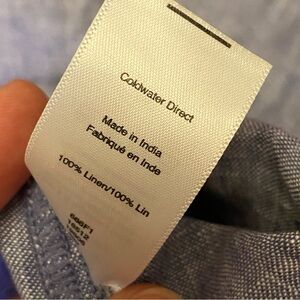 Coldwater Direct
Made in India
Fabriqué en Inde
100% Linen/100% Lin